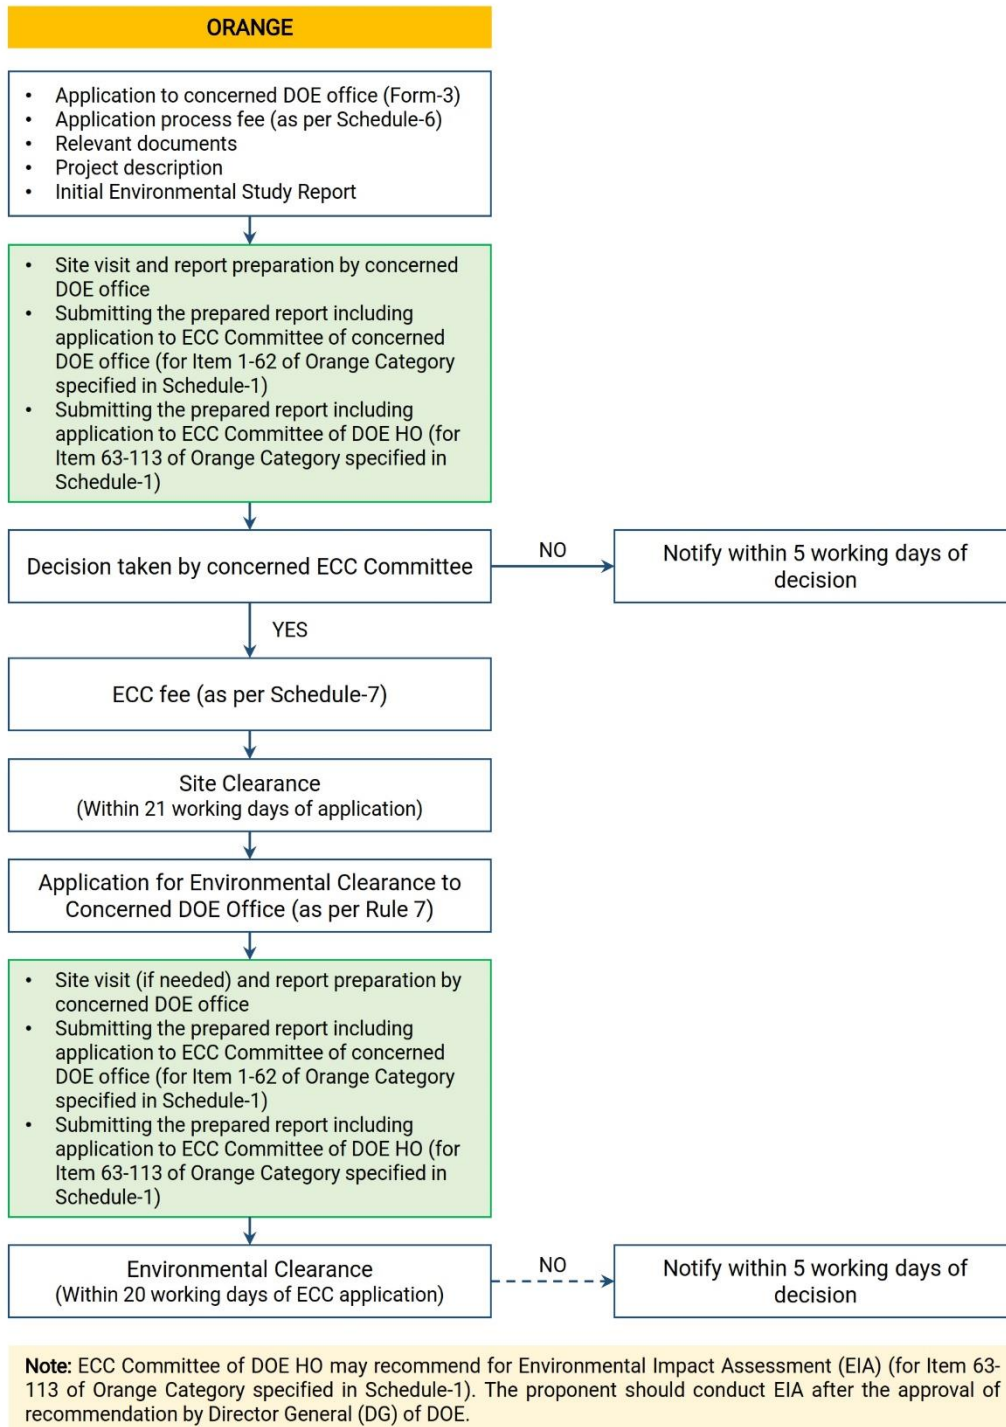 ORANGE
• Application to concerned DOE office (Form-3)
• Application process fee (as per Schedule-6)
• Relevant documents
• Project description
• Initial Environmental Study Report
• Site visit and report preparation by concerned
DOE office
• Submitting the prepared report including
application to ECC Committee of concerned
DOE office (for Item 1-62 of Orange Category
specified in Schedule-1)
• Submitting the prepared report including
application to ECC Committee of DOE HO (for
Item 63-113 of Orange Category specified in
Schedule-1)
Decision taken by concerned ECC Committee
NO
Notify within 5 working days of
decision
YES
ECC fee (as per Schedule-7)
Site Clearance
(Within 21 working days of application)
Application for Environmental Clearance to
Concerned DOE Office (as per Rule 7)
• Site visit (if needed) and report preparation by
concerned DOE office
• Submitting the prepared report including
application to ECC Committee of concerned
DOE office (for Item 1-62 of Orange Category
specified in Schedule-1)
• Submitting the prepared report including
application to ECC Committee of DOE HO (for
Item 63-113 of Orange Category specified in
Schedule-1)
Environmental Clearance
(Within 20 working days of ECC application)
NO
Notify within 5 working days of
decision
Note: ECC Committee of DOE HO may recommend for Environmental Impact Assessment (EIA) (for Item 63-
113 of Orange Category specified in Schedule-1). The proponent should conduct EIA after the approval of
recommendation by Director General (DG) of DOE.